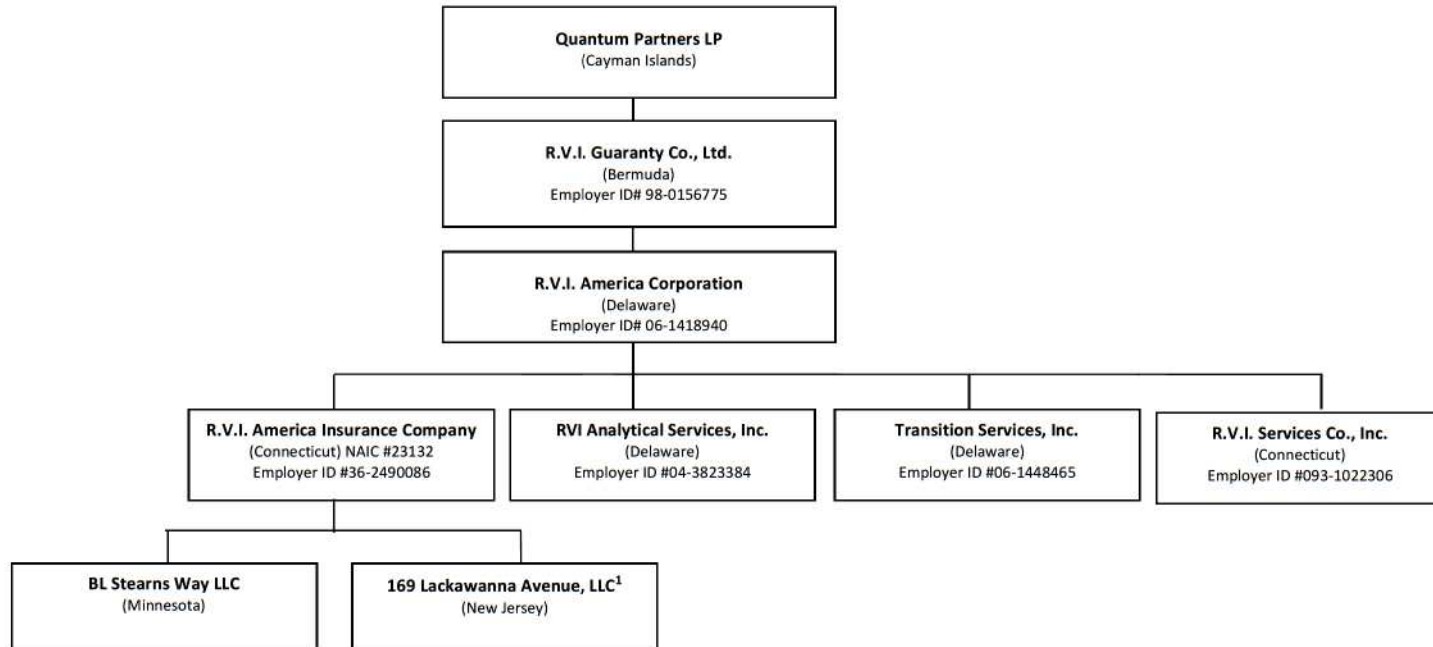 Quantum Partners LP
(Cayman Islands)
R.V.I. Guaranty Co., Ltd.
(Bermuda)
Employer ID# 98-0156775
R.V.I. America Corporation
(Delaware)
Employer ID# 06-1418940
R.V.I. America Insurance Company
(Connecticut) NAIC #23132
Employer ID #36-2490086
RVI Analytical Services, Inc.
(Delaware)
Employer ID #04-3823384
Transition Services, Inc.
(Delaware)
Employer ID #06-1448465
R.V.I. Services Co., Inc.
(Connecticut)
Employer ID #093-1022306
BL Stearns Way LLC
(Minnesota)
169 Lackawanna Avenue, LLC¹
(New Jersey)